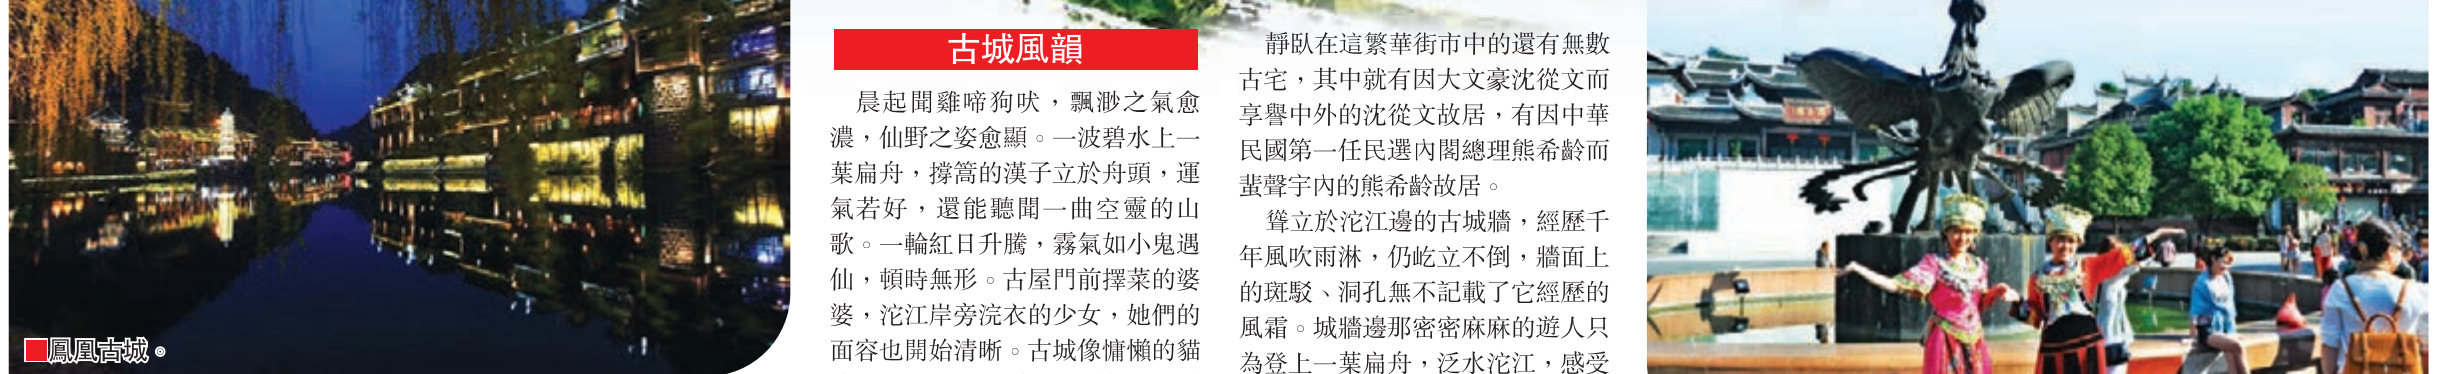 古城風韻
晨起聞雞啼狗吠，飄渺之氣愈
濃，仙野之姿愈顯。一波碧水上一
葉扁舟，撐篙的漢子立於舟頭，運
氣若好，還能聽聞一曲空靈的山
歌。一輪紅日升騰，霧氣如小鬼遇
仙，頓時無形。古屋門前擇菜的婆
婆，沱江岸旁浣衣的少女，她們的
面容也開始清晰。古城像慵懶的貓
靜臥在這繁華街市中的還有無數
古宅，其中就有因大文豪沈從文而
享譽中外的沈從文故居，有因中華
民國第一任民選內閣總理熊希齡而
蜚聲宇內的熊希齡故居。
聳立於沱江邊的古城牆，經歷千
年風吹雨淋，仍屹立不倒，牆面上
的斑駁、洞孔無不記載了它經歷的
風霜。城牆邊那密密麻麻的遊人只
為登上一葉扁舟，泛水沱江，感受
鳳凰古城。